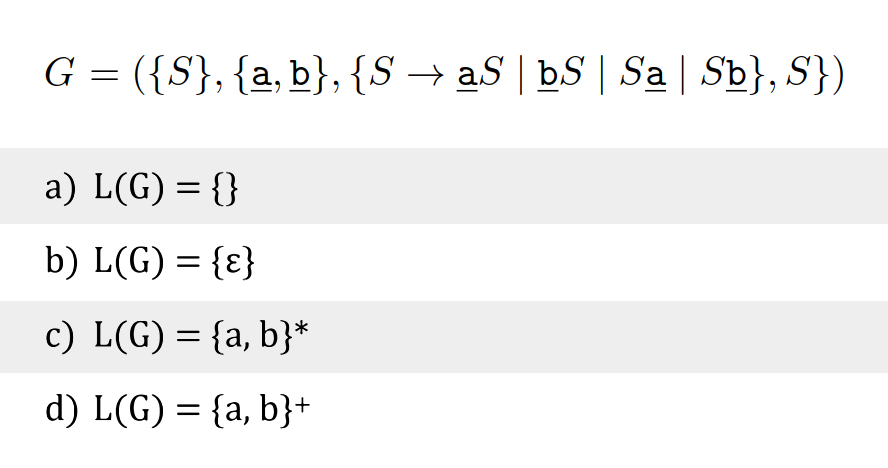 G = ({S}, {a, b}, {S → aS | bS | Sa | Sb}, S})
a) L(G) = {}
b) L(G) = {ε}
c) L(G) = {a, b}*
d) L(G) = {a, b}⁺